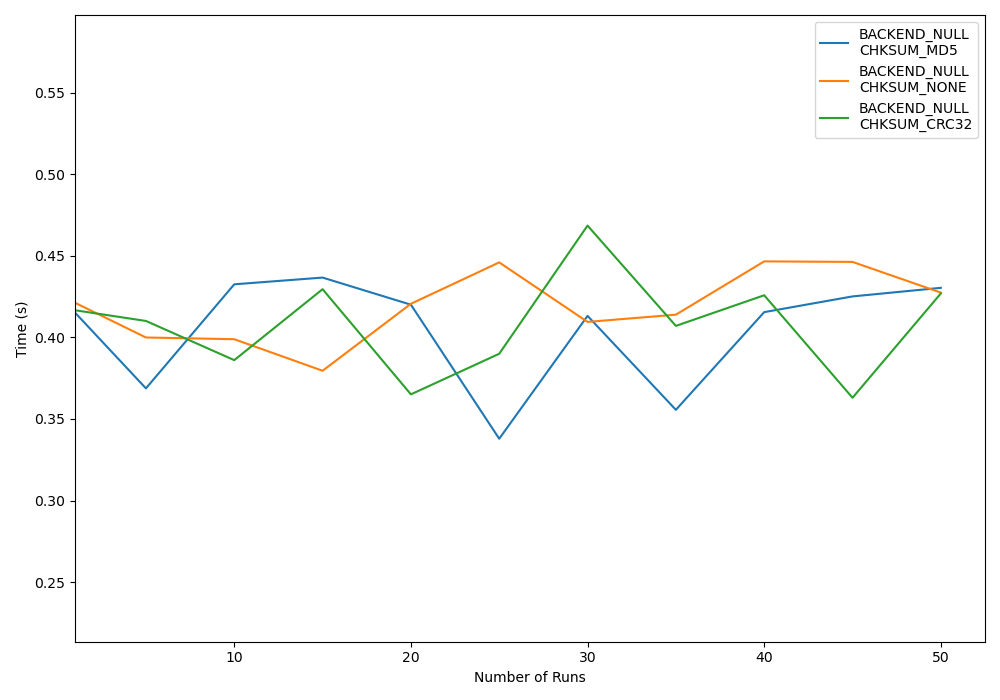 BACKEND_NULL
CHKSUM_MD5
BACKEND_NULL
CHKSUM_NONE
BACKEND_NULL
CHKSUM_CRC32
0.55
0.50
0.45
0.40
0.35
0.30
0.25
Time (s)
10 20 30 40 50
Number of Runs